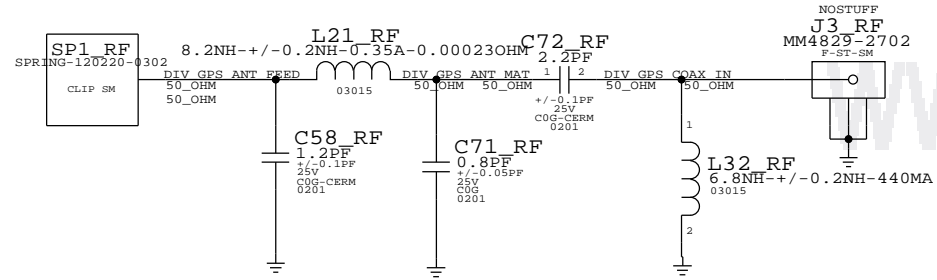 NOSTUFF
J3_RF
MM4829-2702
F-ST-SM
SP1_RF
SPRING-120220-0302
CLIP SM
L21_RF
8.2NH-+/-0.2NH-0.35A-0.00023OHM
03015
C72_RF
2.2PF
1 2
+/-0.1PF
25V
C0G-CERM
0201
DIV_GPS_ANT_FEED
50_OHM
50_OHM
DIV_GPS_ANT_MAT
50_OHM 50_OHM
DIV_GPS_COAX_IN
50_OHM 50_OHM
C58_RF
1.2PF
+/-0.1PF
25V
C0G-CERM
0201
C71_RF
0.8PF
+/-0.05PF
25V
C0G
0201
1
L32_RF
6.8NH-+/-0.2NH-440MA
03015
2